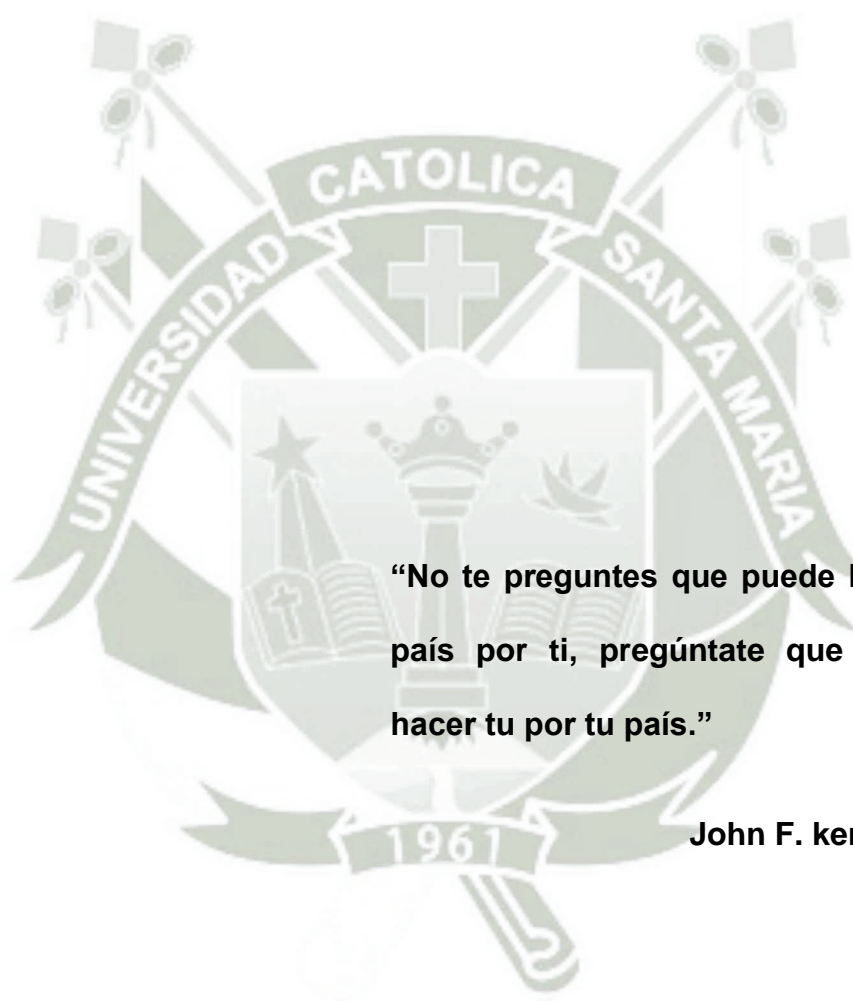 CATOLICA
UNIVERSIDAD
SANTA MARIA
“No te preguntes que puede
país por ti, pregúntate que
hacer tu por tu país.”
John F.
1961